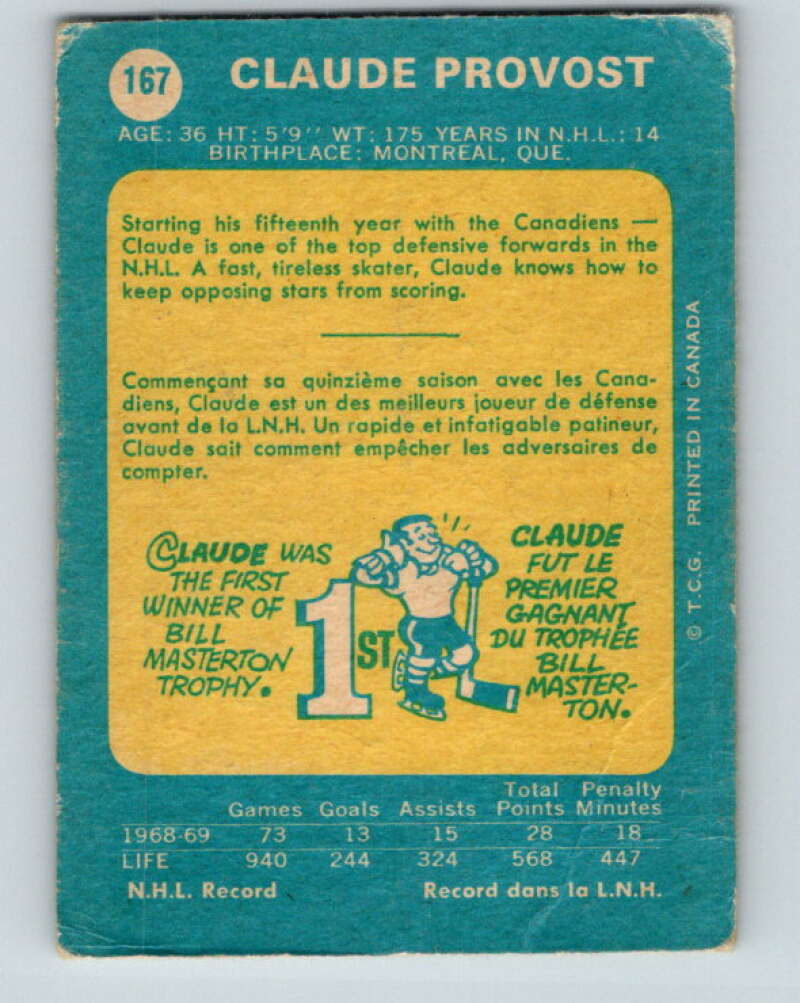 167 CLAUDE PROVOST
AGE: 36 HT: 5'9'' WT: 175 YEARS IN N.H.L.: 14
BIRTHPLACE: MONTREAL, QUE.
Starting his fifteenth year with the Canadiens —
Claude is one of the top defensive forwards in the
N.H.L. A fast, tireless skater, Claude knows how to
keep opposing stars from scoring.
Commençant sa quinzième saison avec les Cana-
diens, Claude est un des meilleurs joueur de défense
avant de la L.N.H. Un rapide et infatigable patineur,
Claude sait comment empêcher les adversaires de
compter.
CLAUDE WAS
THE FIRST
WINNER OF
BILL
MASTERTON
TROPHY.
1ST
CLAUDE
FUT LE
PREMIER
GAGNANT
DU TROPHÉE
BILL
MASTER-
TON.
© T.C.G. PRINTED IN CANADA
Games Goals Assists Total Points Penalty Minutes
1968-69 73 13 15 28 18
LIFE 940 244 324 568 447
N.H.L. Record Record dans la L.N.H.